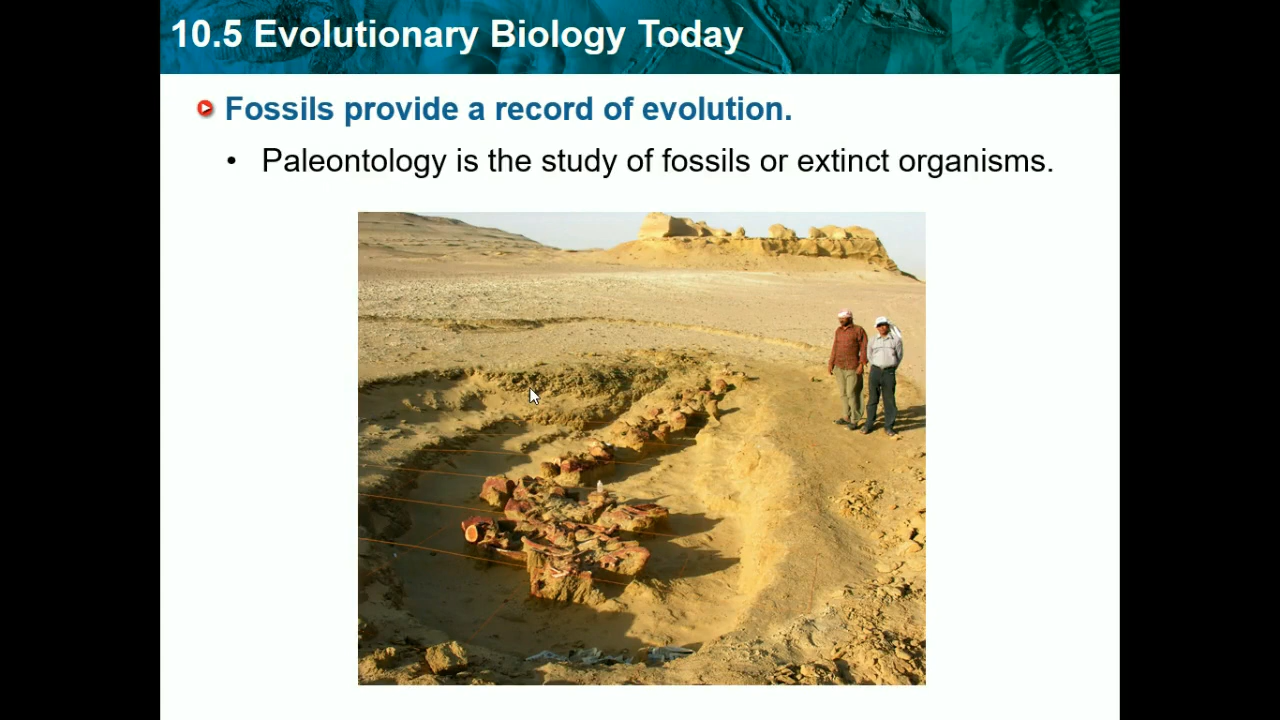 10.5 Evolutionary Biology Today
Fossils provide a record of evolution.
• Paleontology is the study of fossils or extinct organisms.